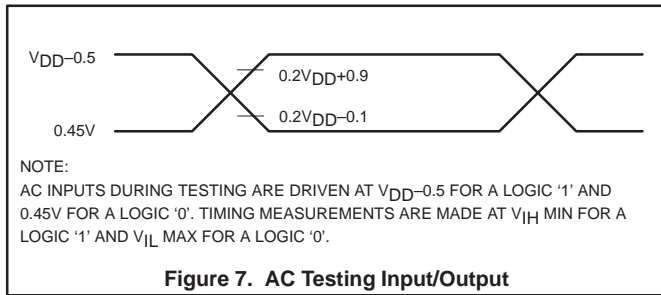 VDD–0.5
0.2VDD+0.9
0.2VDD–0.1
0.45V
NOTE:
AC INPUTS DURING TESTING ARE DRIVEN AT VDD–0.5 FOR A LOGIC ‘1’ AND
0.45V FOR A LOGIC ‘0’. TIMING MEASUREMENTS ARE MADE AT VIH MIN FOR A
LOGIC ‘1’ AND VIL MAX FOR A LOGIC ‘0’.
Figure 7. AC Testing Input/Output